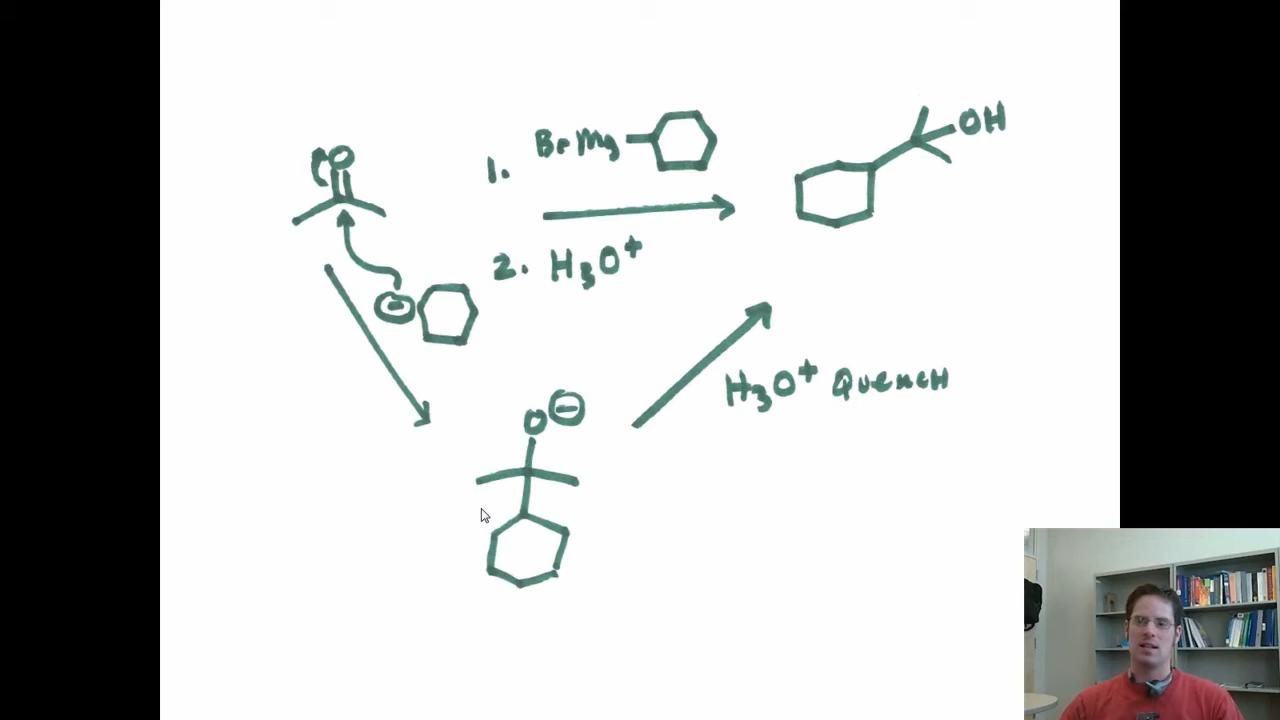 O
1. BrMg
OH
2. H3O+
⊖
H3O+ QUENCH
O ⊖